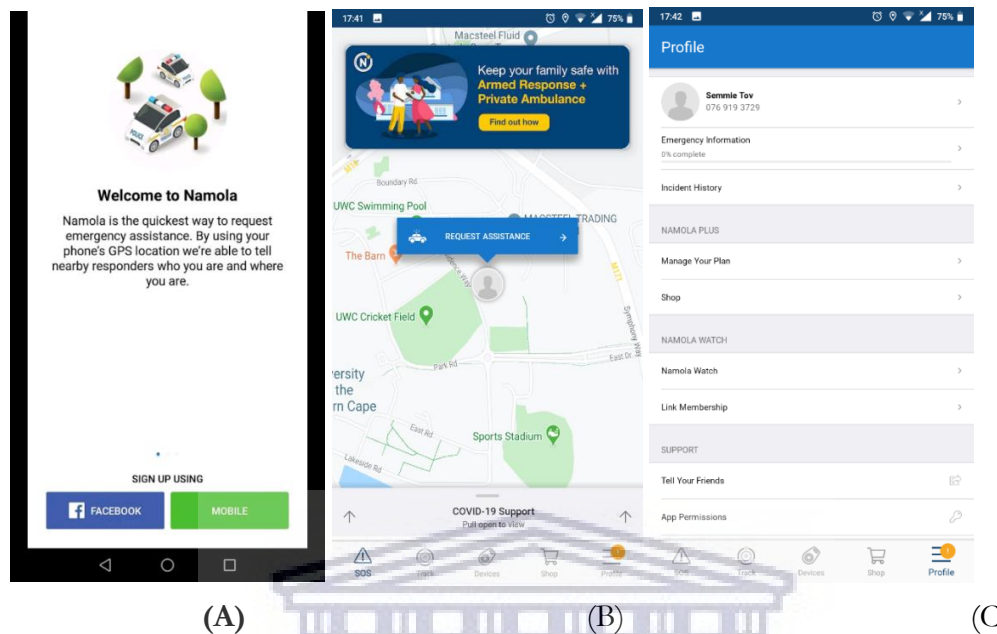 Welcome to Namola
Namola is the quickest way to request
emergency assistance. By using your
phone's GPS location we're able to tell
nearby responders who you are and where
you are.
SIGN UP USING
FACEBOOK
MOBILE
(A)
17:41
75%
Macsteel Fluid
N
Keep your family safe with
Armed Response +
Private Ambulance
Find out how
Boundary Rd
UWC Swimming Pool
MACSTEEL TRADING
REQUEST ASSISTANCE
The Barn
M171
UWC Cricket Field
Symphony Way
Park Rd
East Dr
ersity
the
rn Cape
East Rd
Sports Stadium
Lakeside Rd
COVID-19 Support
Pull open to view
SOS
Track
Devices
Shop
Profile
(B)
17:42
75%
Profile
Semmie Tov
076 919 3729
Emergency Information
0% complete
Incident History
NAMOLA PLUS
Manage Your Plan
Shop
NAMOLA WATCH
Namola Watch
Link Membership
SUPPORT
Tell Your Friends
App Permissions
SOS
Track
Devices
Shop
Profile
(C